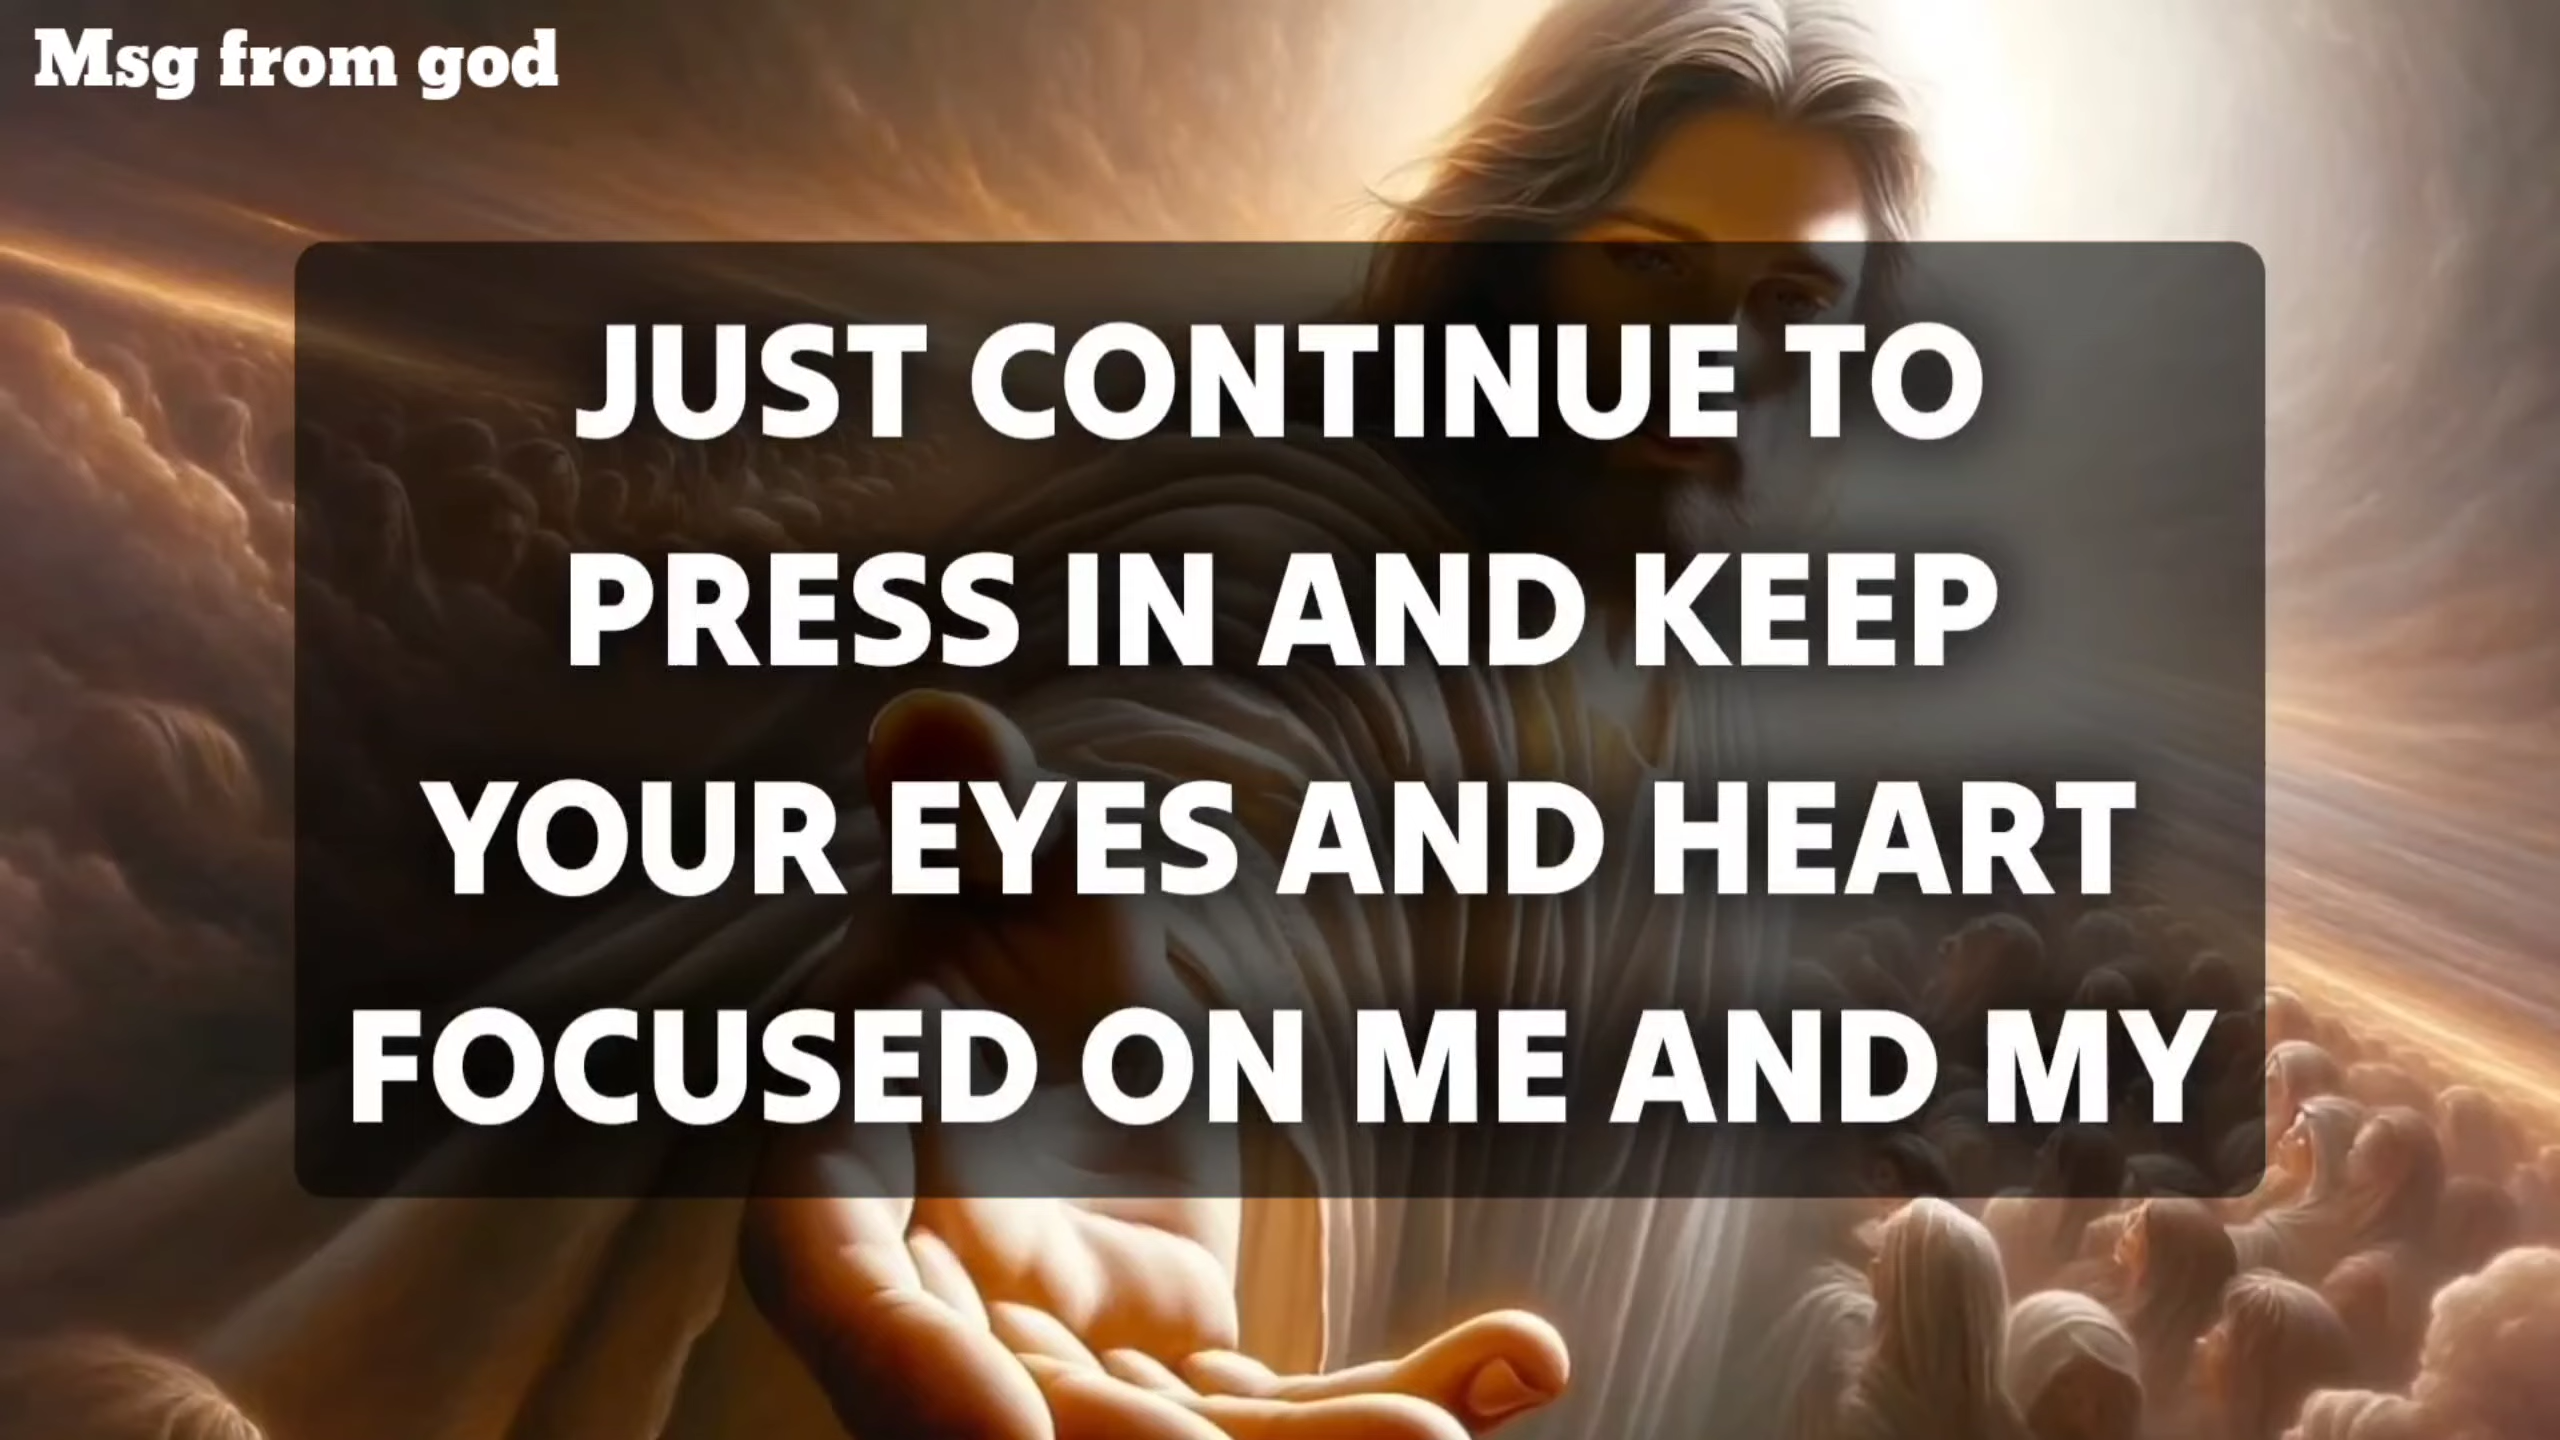 Msg from god
JUST CONTINUE TO
PRESS IN AND KEEP
YOUR EYES AND HEART
FOCUSED ON ME AND MY